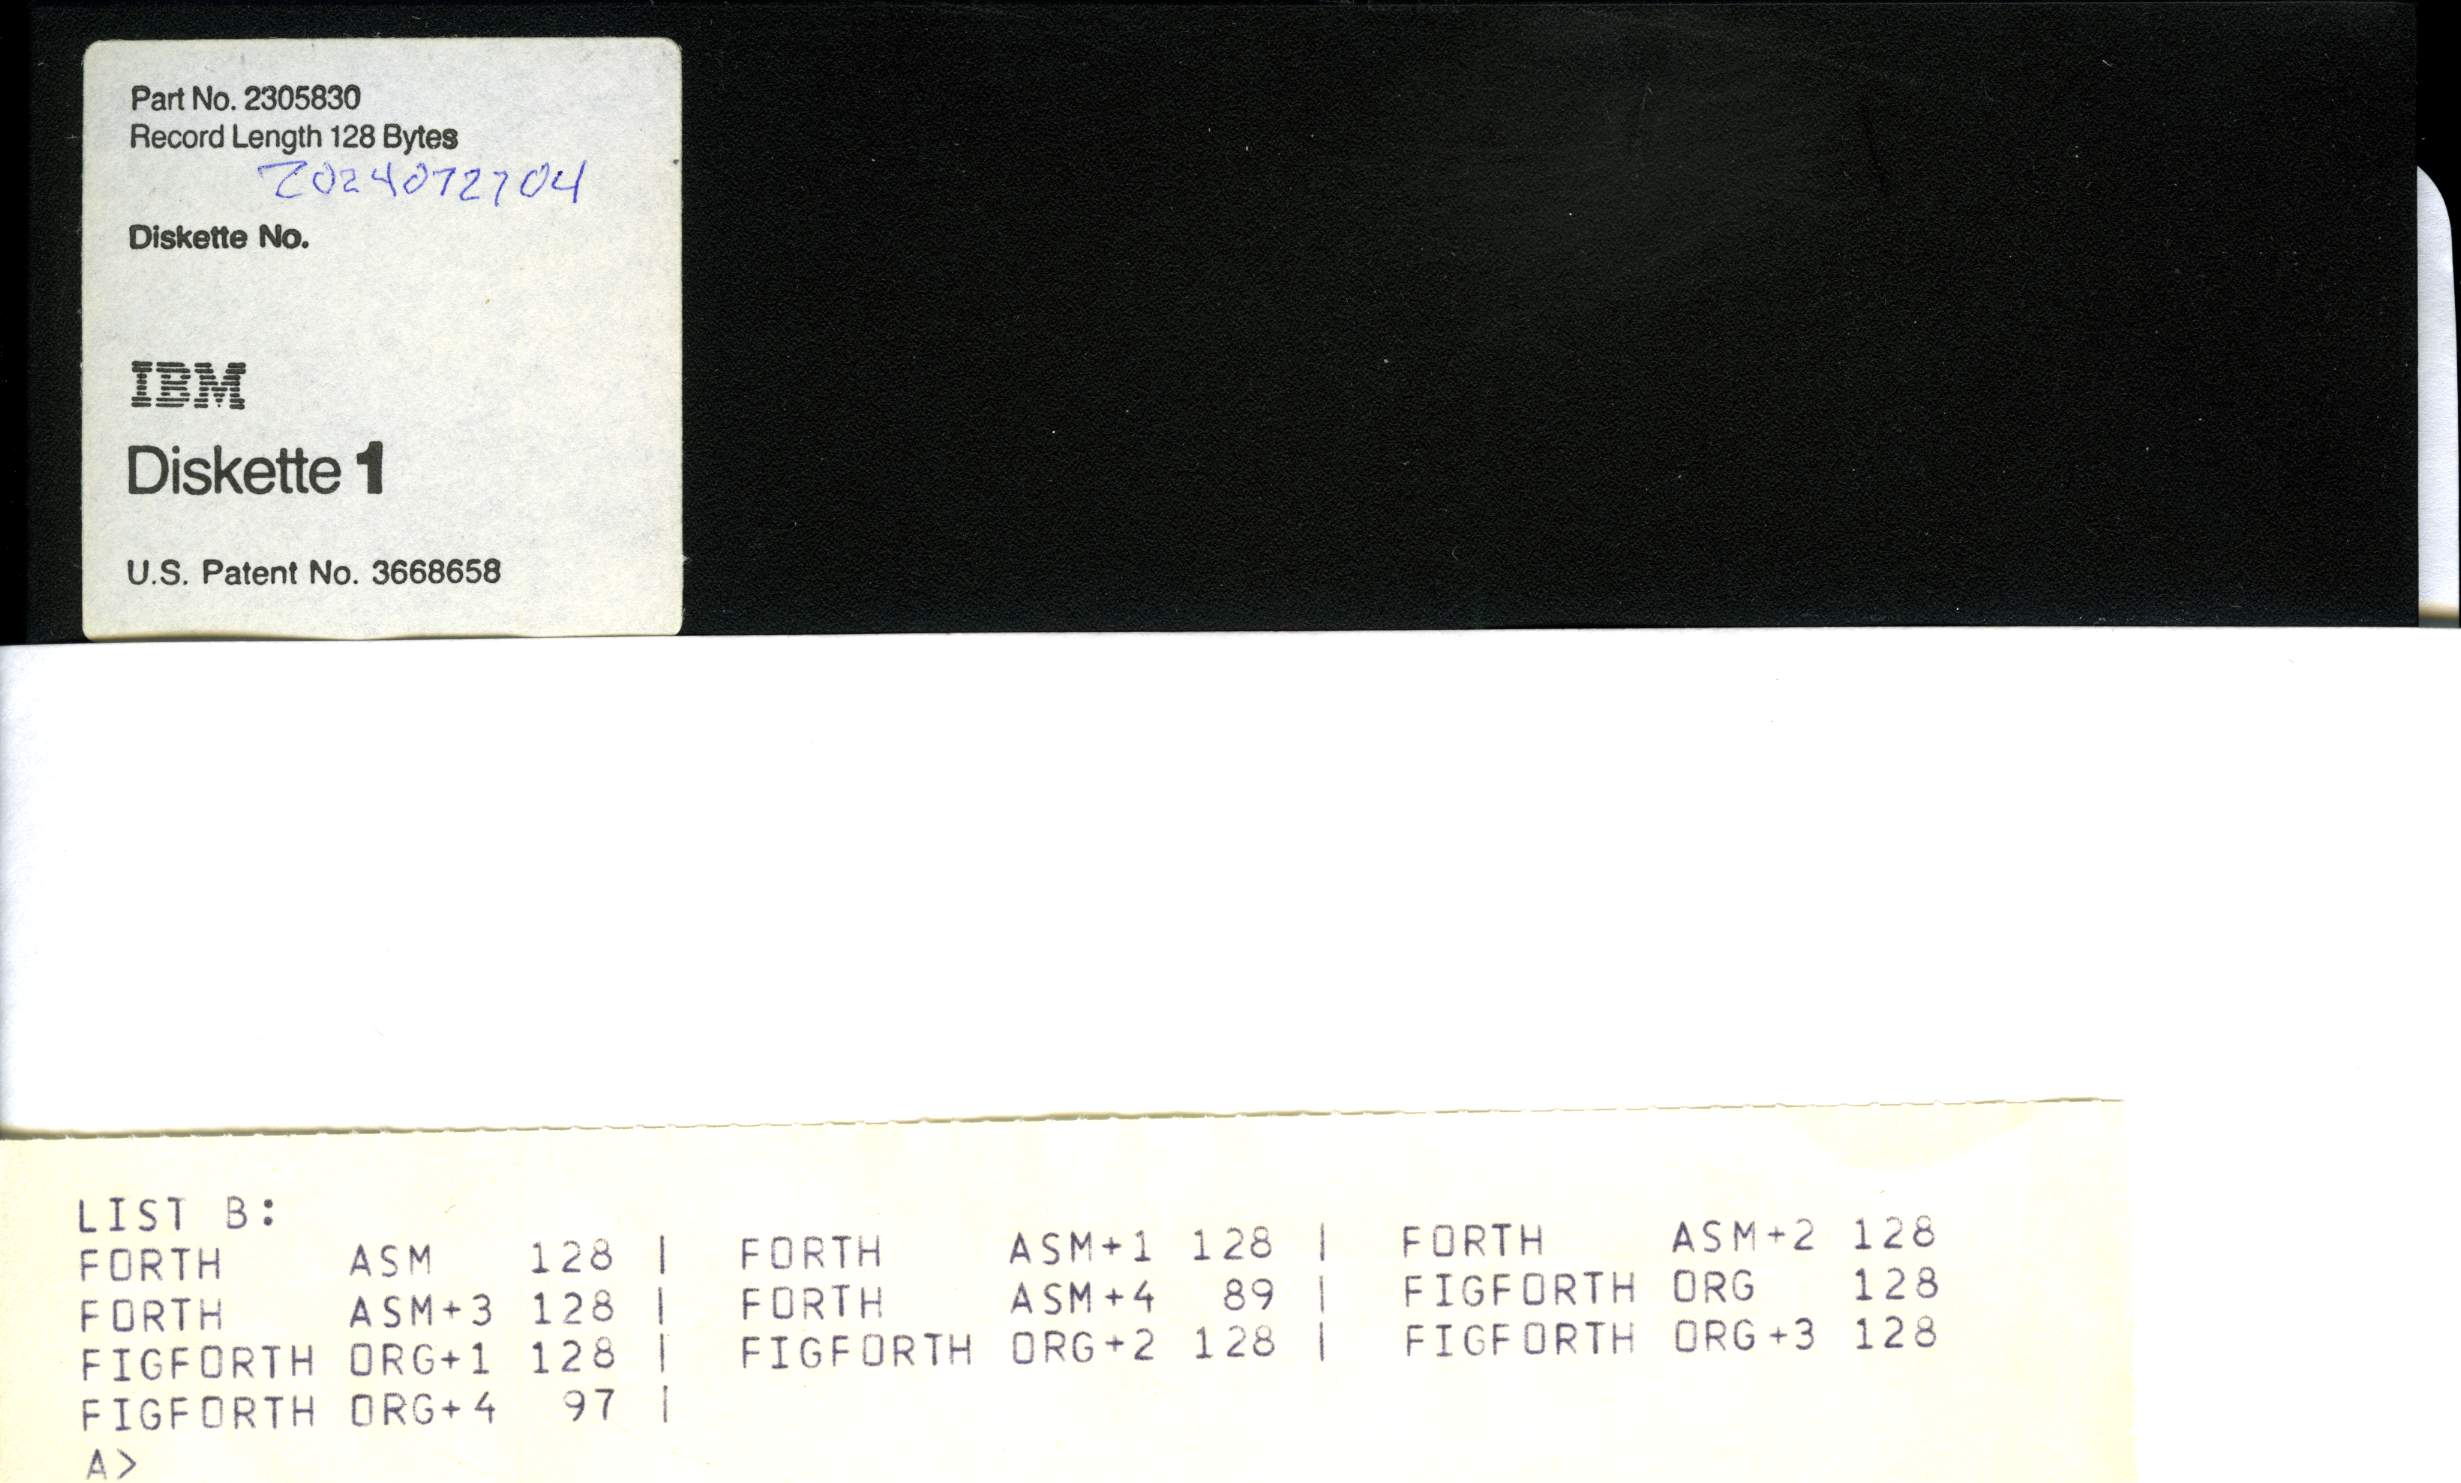 Part No. 2305830
Record Length 128 Bytes
2024072704
Diskette No.
IBM
Diskette 1
U.S. Patent No. 3668658
LIST B:
FORTH ASM 128 | FORTH ASM+1 128 | FORTH ASM+2 128
FORTH ASM+3 128 | FORTH ASM+4 89 | FIGFORTH ORG 128
FIGFORTH ORG+1 128 | FIGFORTH ORG+2 128 | FIGFORTH ORG+3 128
FIGFORTH ORG+4 97 |
A>